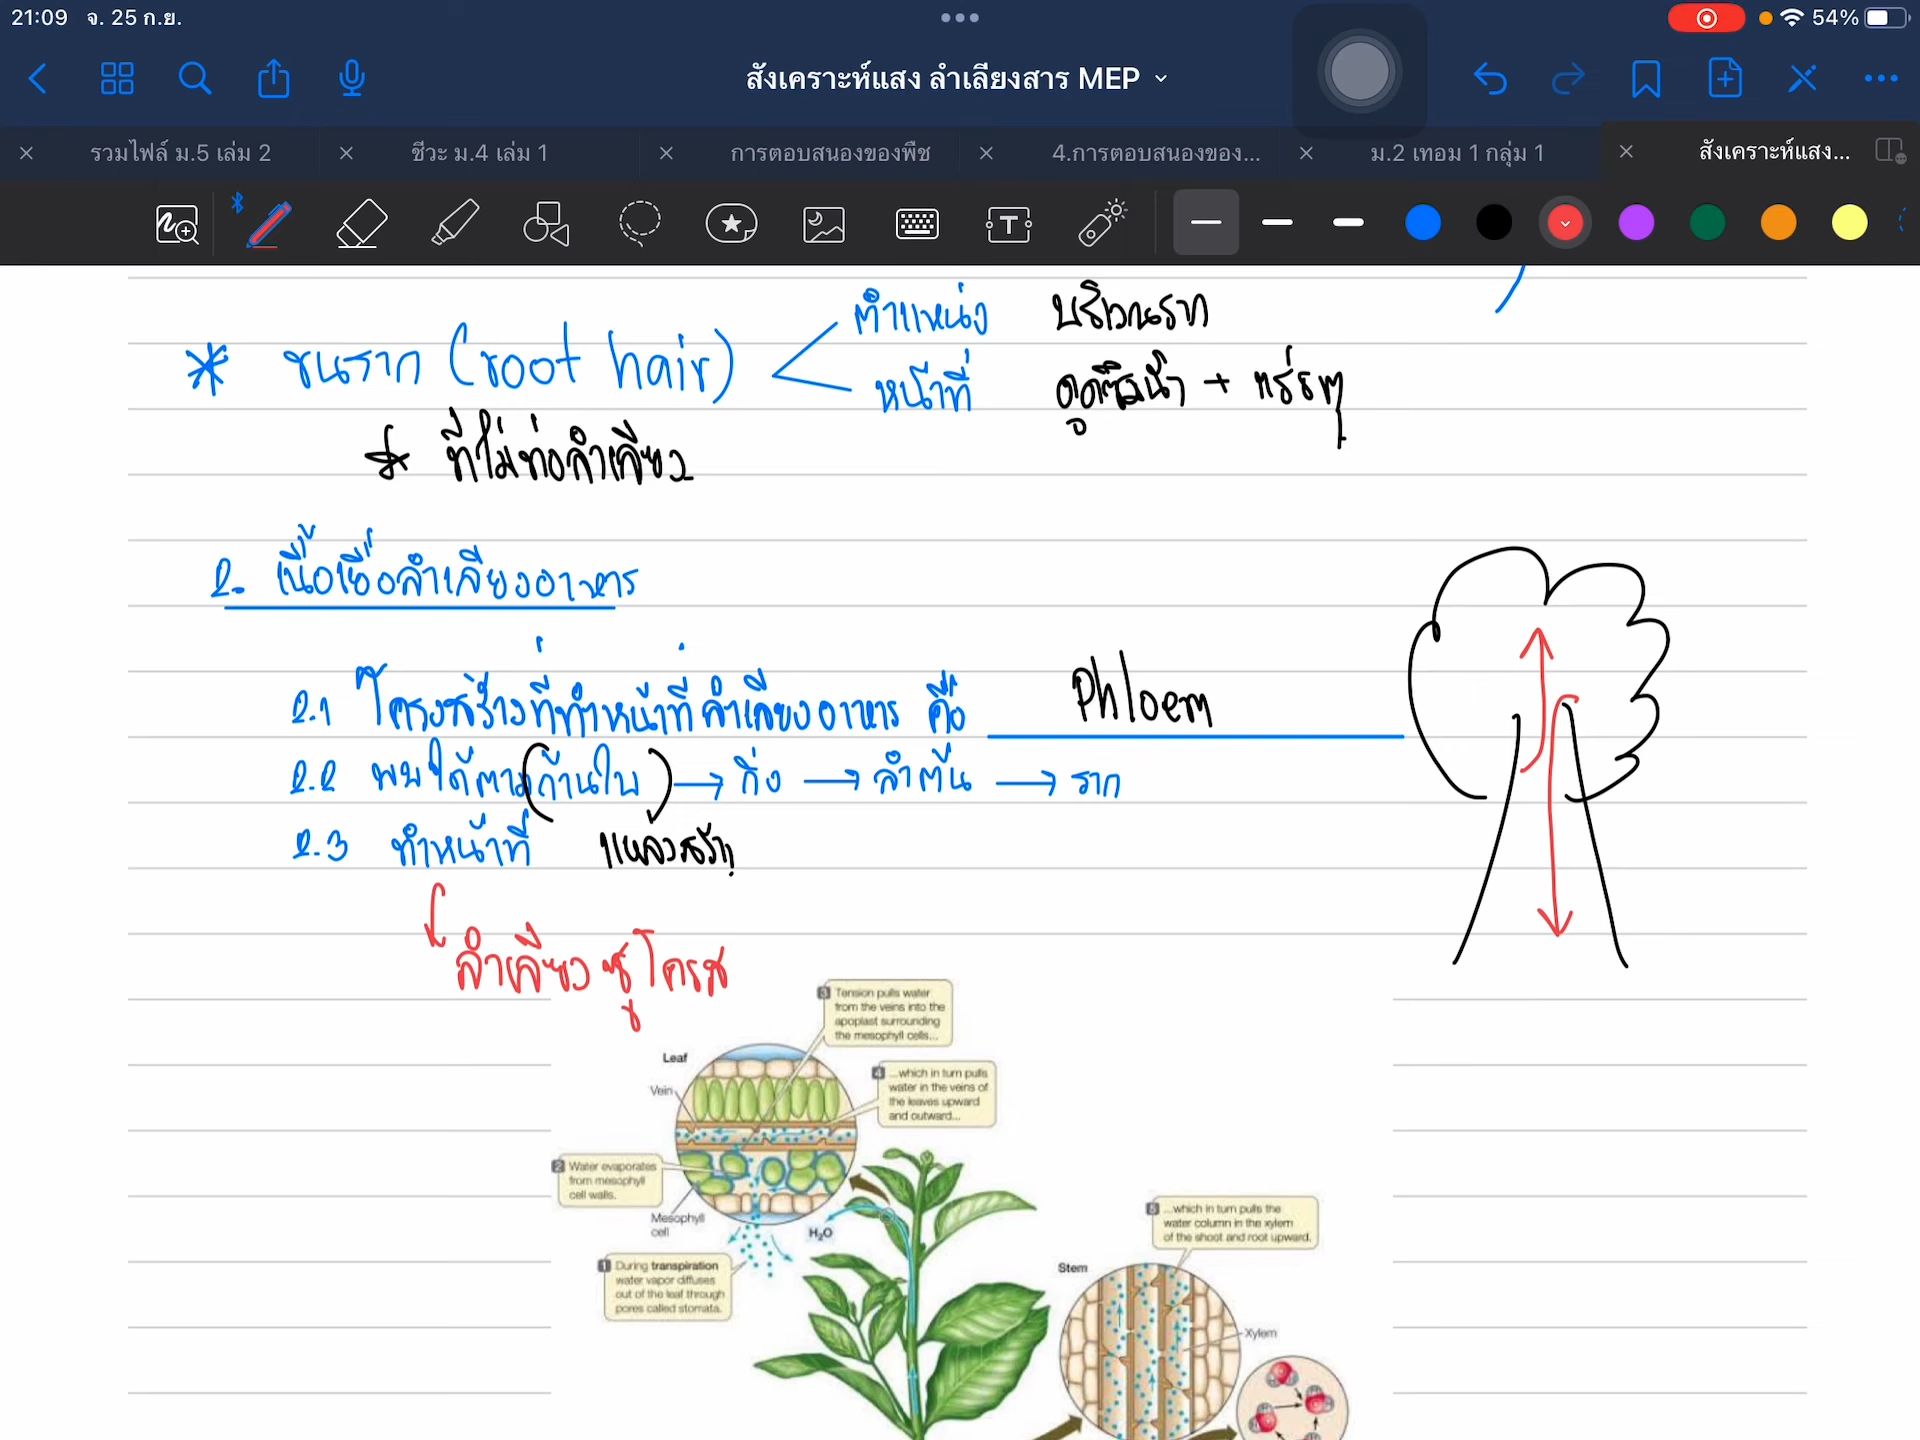 21:09 จ. 25 ก.ย.
54%
สังเคราะห์แสง ลำเลียงสาร MEP
รวมไฟล์ ม.5 เล่ม 2
ชีวะ ม.4 เล่ม 1
การตอบสนองของพืช
4.การตอบสนองของ...
ม.2 เทอม 1 กลุ่ม 1
สังเคราะห์แสง...
ตำแหน่ง บริเวณราก
* ขนราก (root hair)
หน้าที่ ดูดซึมน้ำ + แร่ธาตุ
ท่อลำเลียง
2. เนื้อเยื่อลำเลียงอาหาร
2.1 โครงสร้างที่ทำหน้าที่ลำเลียงอาหาร คือ Phloem
2.2 พบได้ตาม(ก้านใบ) → กิ่ง → ลำต้น → ราก
2.3 ทำหน้าที่ แหล่งสร้าง
ลำเลียงซูโครส
3 Tension pulls water
from the veins into the
apoplast surrounding
the mesophyll cells...
Leaf
Vein
4 ...which in turn pulls
water in the veins of
the leaves upward
and outward...
2 Water evaporates
from mesophyll
cell walls.
Mesophyll
cell
H₂O
1 During transpiration
water vapor diffuses
out of the leaf through
pores called stomata.
5 ...which in turn pulls the
water column in the xylem
of the shoot and root upward.
Stem
Xylem